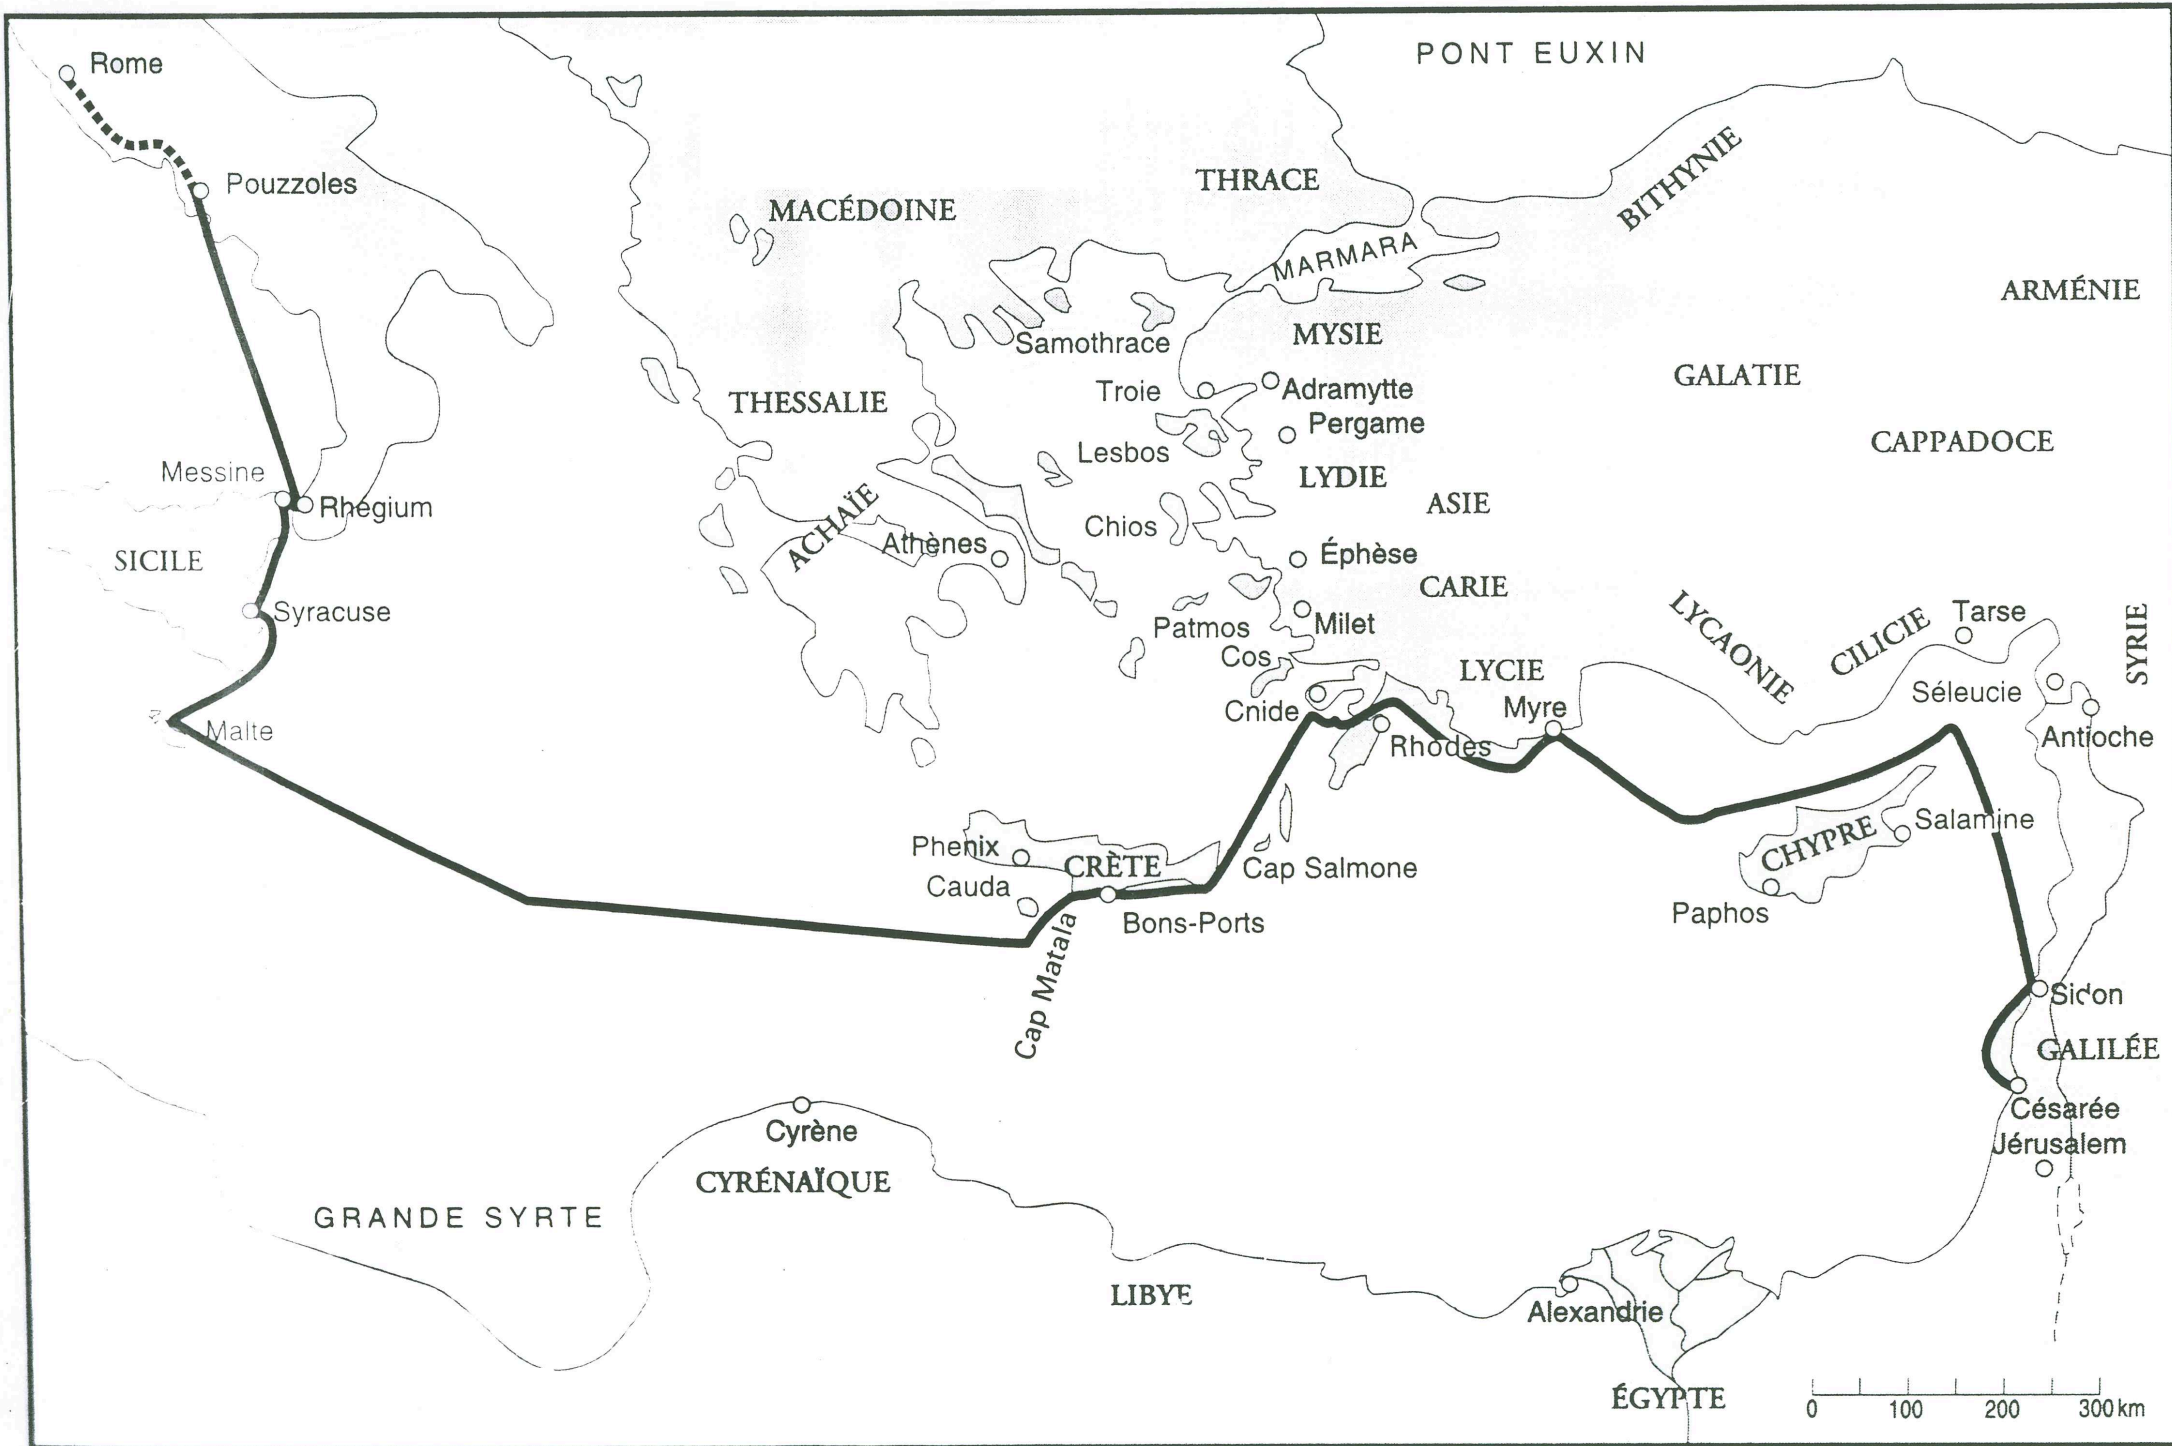 PONT EUXIN
Rome
Pouzzoles
BITHYNIE
THRACE
MACÉDOINE
MARMARA
ARMÉNIE
MYSIE
Samothrace
GALATIE
Troie
Adramytte
THESSALIE
Pergame
CAPPADOCE
Lesbos
Messine
LYDIE
ASIE
Rhegium
Chios
ACHAÏE
Athènes
SICILE
Éphèse
CARIE
Syracuse
Patmos
Milet
LYCAONIE
CILICIE
Tarse
SYRIE
Cos
LYCIE
Séleucie
Cnide
Myre
Malte
Rhodes
Antioche
Salamine
CHYPRE
Phenix
CRÈTE
Cap Salmone
Cauda
Paphos
Bons-Ports
Cap Matala
Sidon
GALILÉE
Césarée
Cyrène
Jérusalem
CYRÉNAÏQUE
GRANDE SYRTE
LIBYE
Alexandrie
ÉGYPTE
0 100 200 300 km